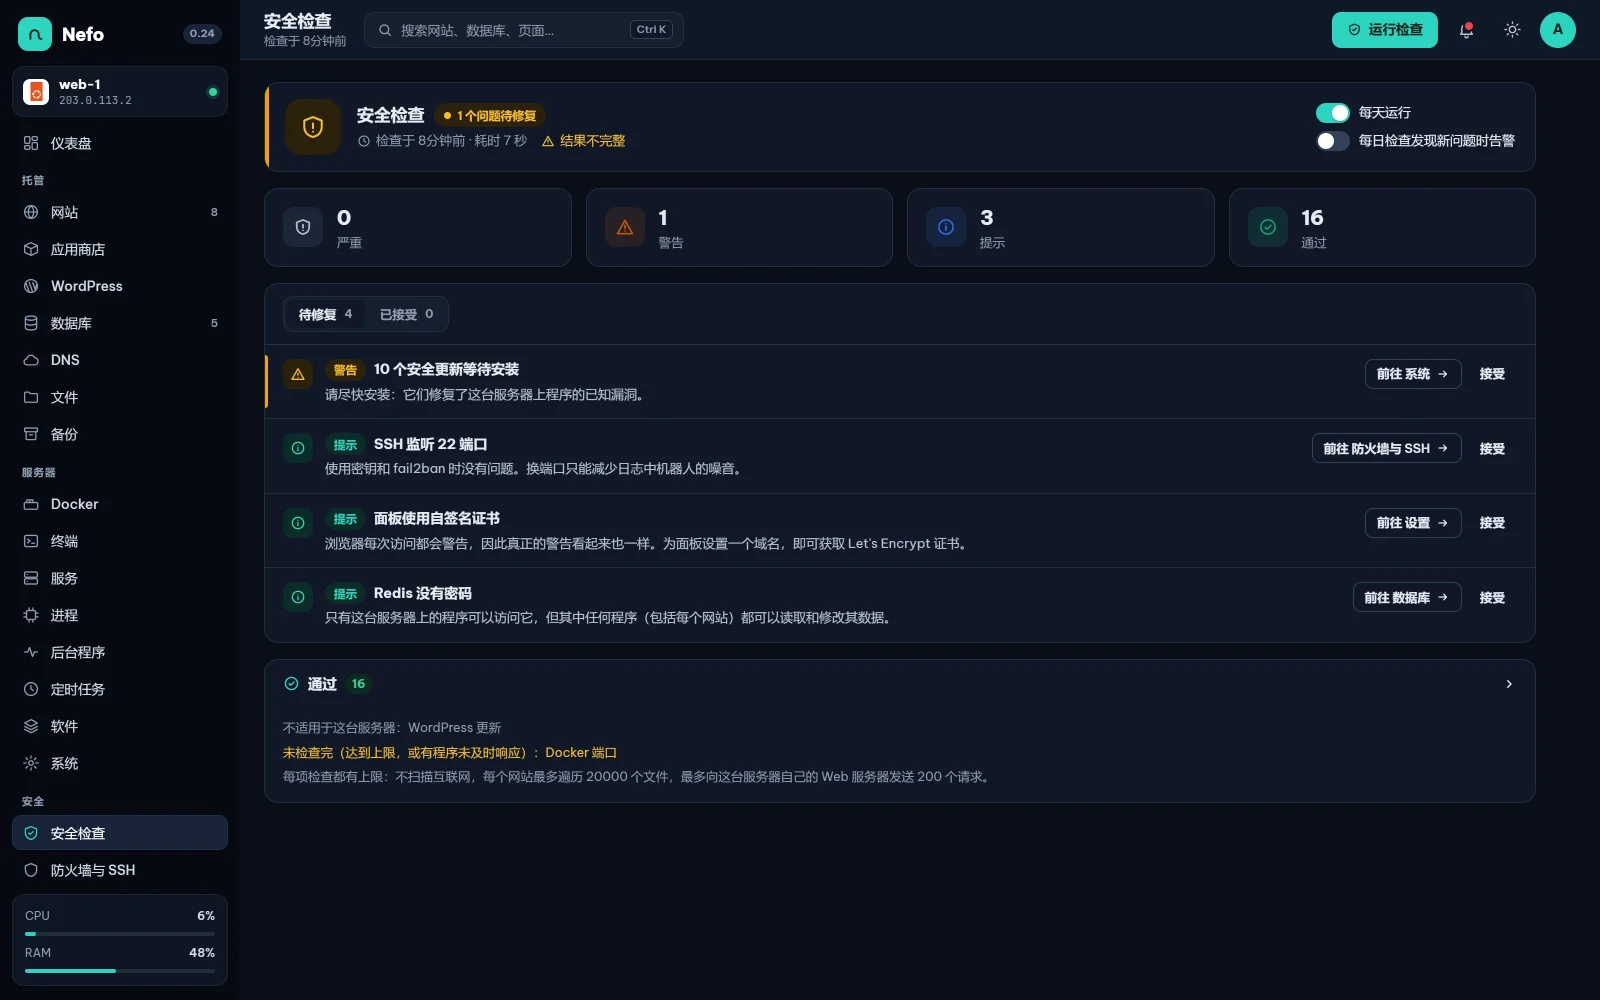 Nefo
0.24
web-1
203.0.113.2
仪表盘
托管
网站 8
应用商店
WordPress
数据库 5
DNS
文件
备份
服务器
Docker
终端
服务
进程
后台程序
定时任务
软件
系统
安全
安全检查
防火墙与 SSH
CPU 6%
RAM 48%
安全检查
检查于 8分钟前
搜索网站、数据库、页面... Ctrl K
运行检查
A
安全检查 1 个问题待修复
检查于 8分钟前 · 耗时 7 秒 结果不完整
每天运行
每日检查发现新问题时告警
0
严重
1
警告
3
提示
16
通过
待修复 4 已接受 0
警告 10 个安全更新等待安装
请尽快安装：它们修复了这台服务器上程序的已知漏洞。
前往 系统 → 接受
提示 SSH 监听 22 端口
使用密钥和 fail2ban 时没有问题。换端口只能减少日志中机器人的噪音。
前往 防火墙与 SSH → 接受
提示 面板使用自签名证书
浏览器每次访问都会警告，因此真正的警告看起来也一样。为面板设置一个域名，即可获取 Let's Encrypt 证书。
前往 设置 → 接受
提示 Redis 没有密码
只有这台服务器上的程序可以访问它，但其中任何程序（包括每个网站）都可以读取和修改其数据。
前往 数据库 → 接受
通过 16
不适用于这台服务器：WordPress 更新
未检查完（达到上限，或有程序未及时响应）：Docker 端口
每项检查都有上限：不扫描互联网，每个网站最多遍历 20000 个文件，最多向这台服务器自己的 Web 服务器发送 200 个请求。